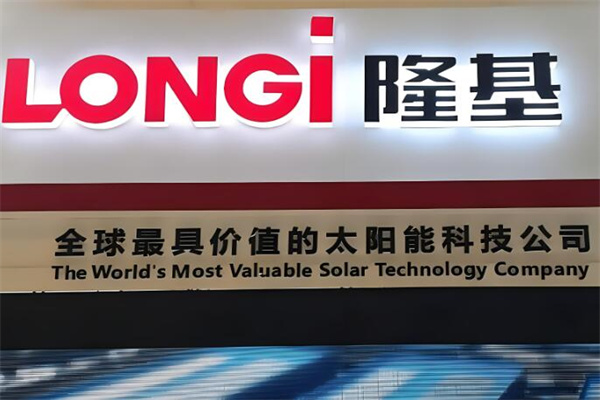 LONGi 隆基
全球最具价值的太阳能科技公司
The World's Most Valuable Solar Technology Company